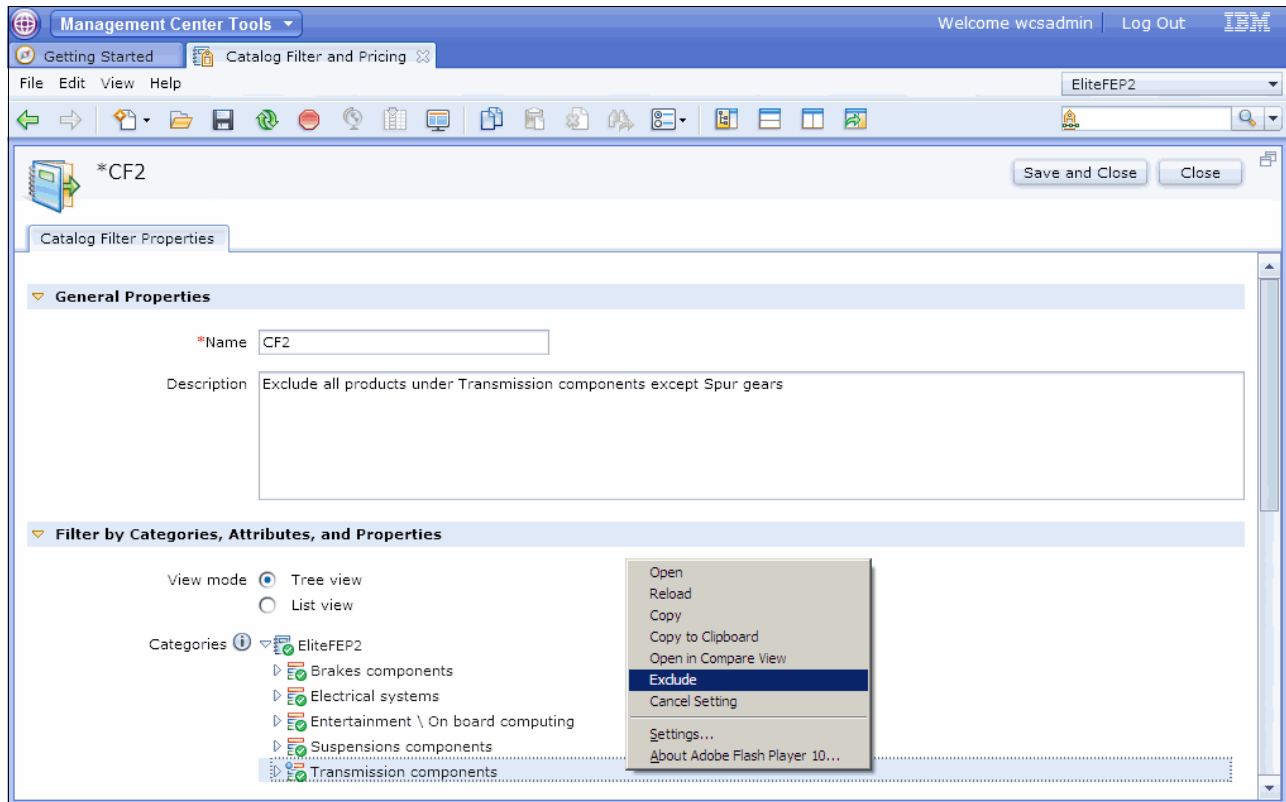 Management Center Tools
Welcome wcsadmin
Log Out
IBM
Getting Started
Catalog Filter and Pricing
File Edit View Help
EliteFEP2
*CF2
Save and Close
Close
Catalog Filter Properties
General Properties
*Name CF2
Description Exclude all products under Transmission components except Spur gears
Filter by Categories, Attributes, and Properties
View mode Tree view
List view
Categories EliteFEP2
Brakes components
Electrical systems
Entertainment \ On board computing
Suspensions components
Transmission components
Open
Reload
Copy
Copy to Clipboard
Open in Compare View
Exclude
Cancel Setting
Settings...
About Adobe Flash Player 10...